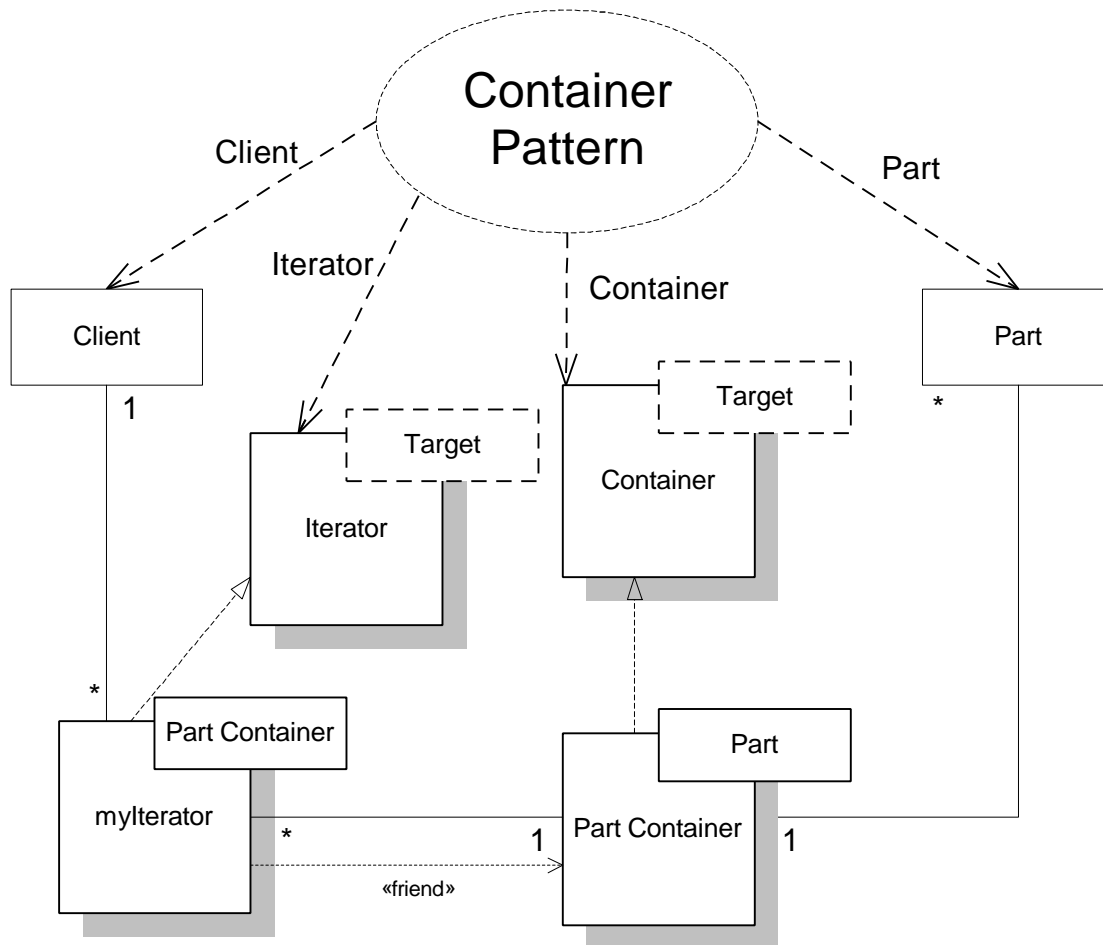 Container
Pattern
Client
Part
Iterator
Container
Client
Part
1
*
Target
Target
Container
Iterator
*
Part Container
Part
myIterator
Part Container
*
1
1
«friend»